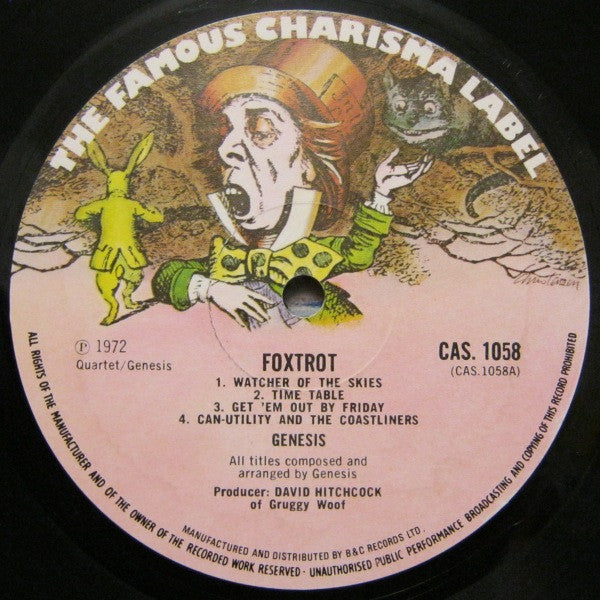 THE FAMOUS CHARISMA LABEL
℗ 1972
Quartet/Genesis
FOXTROT
CAS. 1058
(CAS.1058A)
1. WATCHER OF THE SKIES
2. TIME TABLE
3. GET 'EM OUT BY FRIDAY
4. CAN-UTILITY AND THE COASTLINERS
GENESIS
All titles composed and
arranged by Genesis
Producer: DAVID HITCHCOCK
of Gruggy Woof
MANUFACTURED AND DISTRIBUTED BY B&C RECORDS LTD.
ALL RIGHTS OF THE MANUFACTURER AND OF THE OWNER OF THE RECORDED WORK RESERVED - UNAUTHORISED PUBLIC PERFORMANCE BROADCASTING AND COPYING OF THIS RECORD PROHIBITED